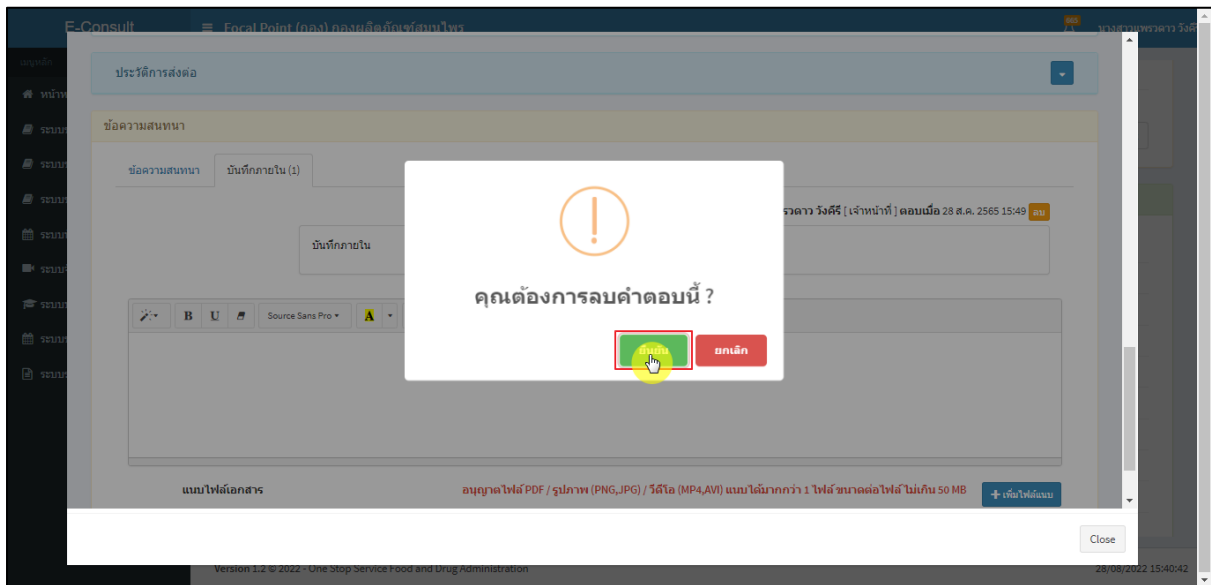 E-Consult
Focal Point (กอง) กองผลิตภัณฑ์สมุนไพร
เมนูหลัก
ประวัติการส่งต่อ
ข้อความสนทนา
ข้อความสนทนา บันทึกภายใน (1)
วังคีรี [ เจ้าหน้าที่ ] ตอบเมื่อ 28 ส.ค. 2565 15:49 ลบ
บันทึกภายใน
คุณต้องการลบคำตอบนี้ ?
ยืนยัน ยกเลิก
B U Source Sans Pro A
แนบไฟล์เอกสาร
อนุญาตไฟล์ PDF / รูปภาพ (PNG,JPG) / วีดีโอ (MP4,AVI) แนบได้มากกว่า 1 ไฟล์ ขนาดต่อไฟล์ ไม่เกิน 50 MB
เพิ่มไฟล์แนบ
Close
Version 1.2 © 2022 - One Stop Service Food and Drug Administration
28/08/2022 15:40:42